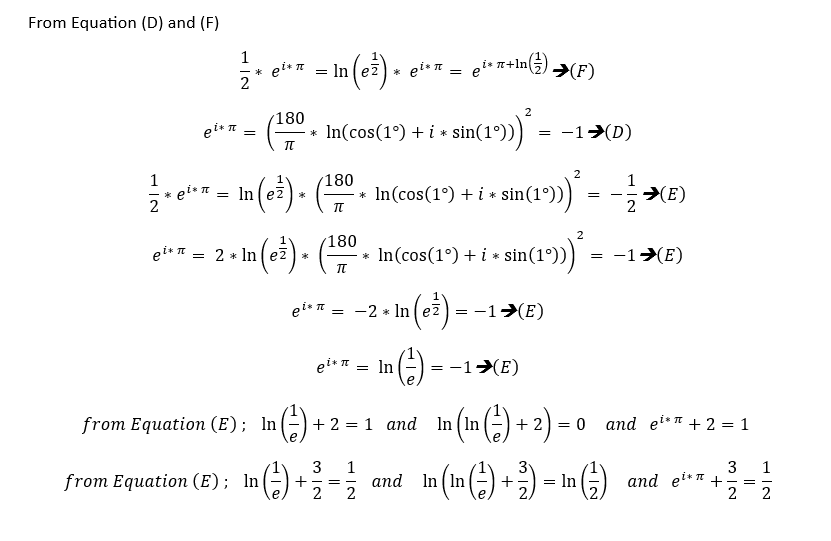 From Equation (D) and (F)
1/2 * e^(i*π) = ln(e^(1/2)) * e^(i*π) = e^(i*π+ln(1/2)) ➔(F)
e^(i*π) = (180/π * ln(cos(1°) + i * sin(1°)))^2 = −1➔(D)
1/2 * e^(i*π) = ln(e^(1/2)) * (180/π * ln(cos(1°) + i * sin(1°)))^2 = −1/2➔(E)
e^(i*π) = 2 * ln(e^(1/2)) * (180/π * ln(cos(1°) + i * sin(1°)))^2 = −1➔(E)
e^(i*π) = −2 * ln(e^(1/2)) = −1➔(E)
e^(i*π) = ln(1/e) = −1➔(E)
from Equation (E); ln(1/e) + 2 = 1 and ln(ln(1/e) + 2) = 0 and e^(i*π) + 2 = 1
from Equation (E); ln(1/e) + 3/2 = 1/2 and ln(ln(1/e) + 3/2) = ln(1/2) and e^(i*π) + 3/2 = 1/2